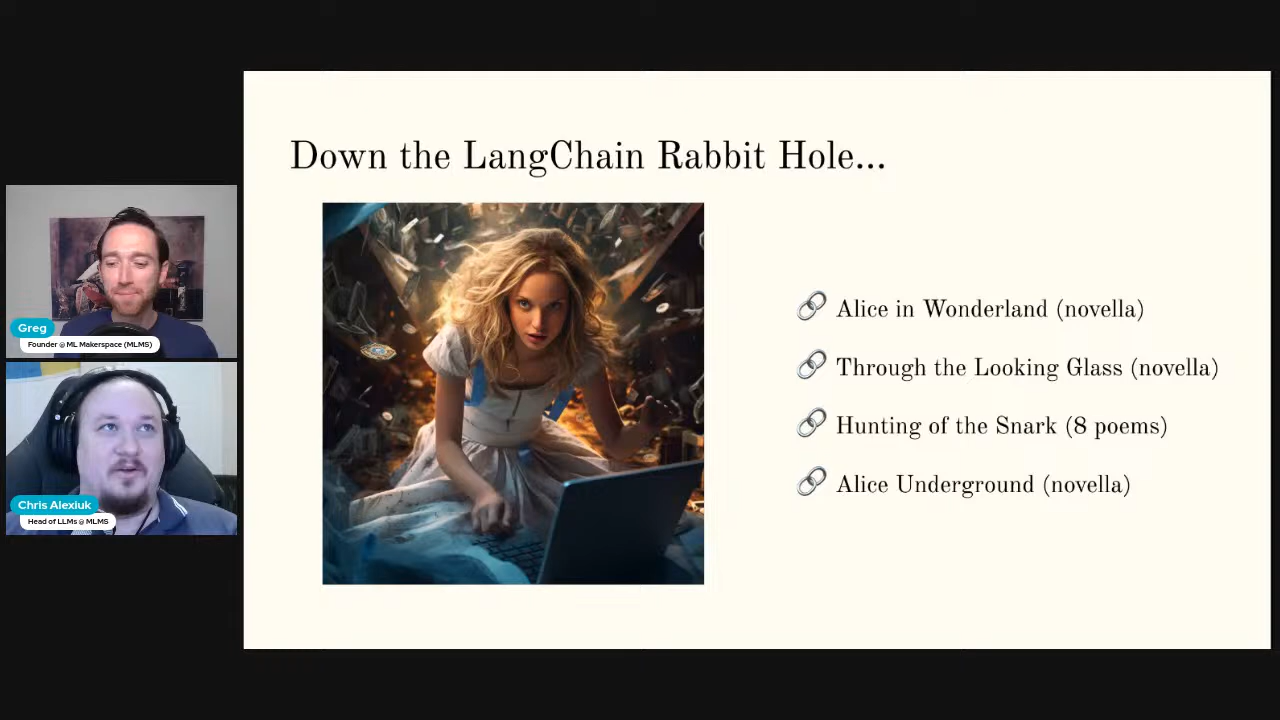 Down the LangChain Rabbit Hole...
Alice in Wonderland (novella)
Through the Looking Glass (novella)
Hunting of the Snark (8 poems)
Alice Underground (novella)
Greg
Founder @ ML Makerspace (MLMS)
Chris Alexiuk
Head of LLMs @ MLMS